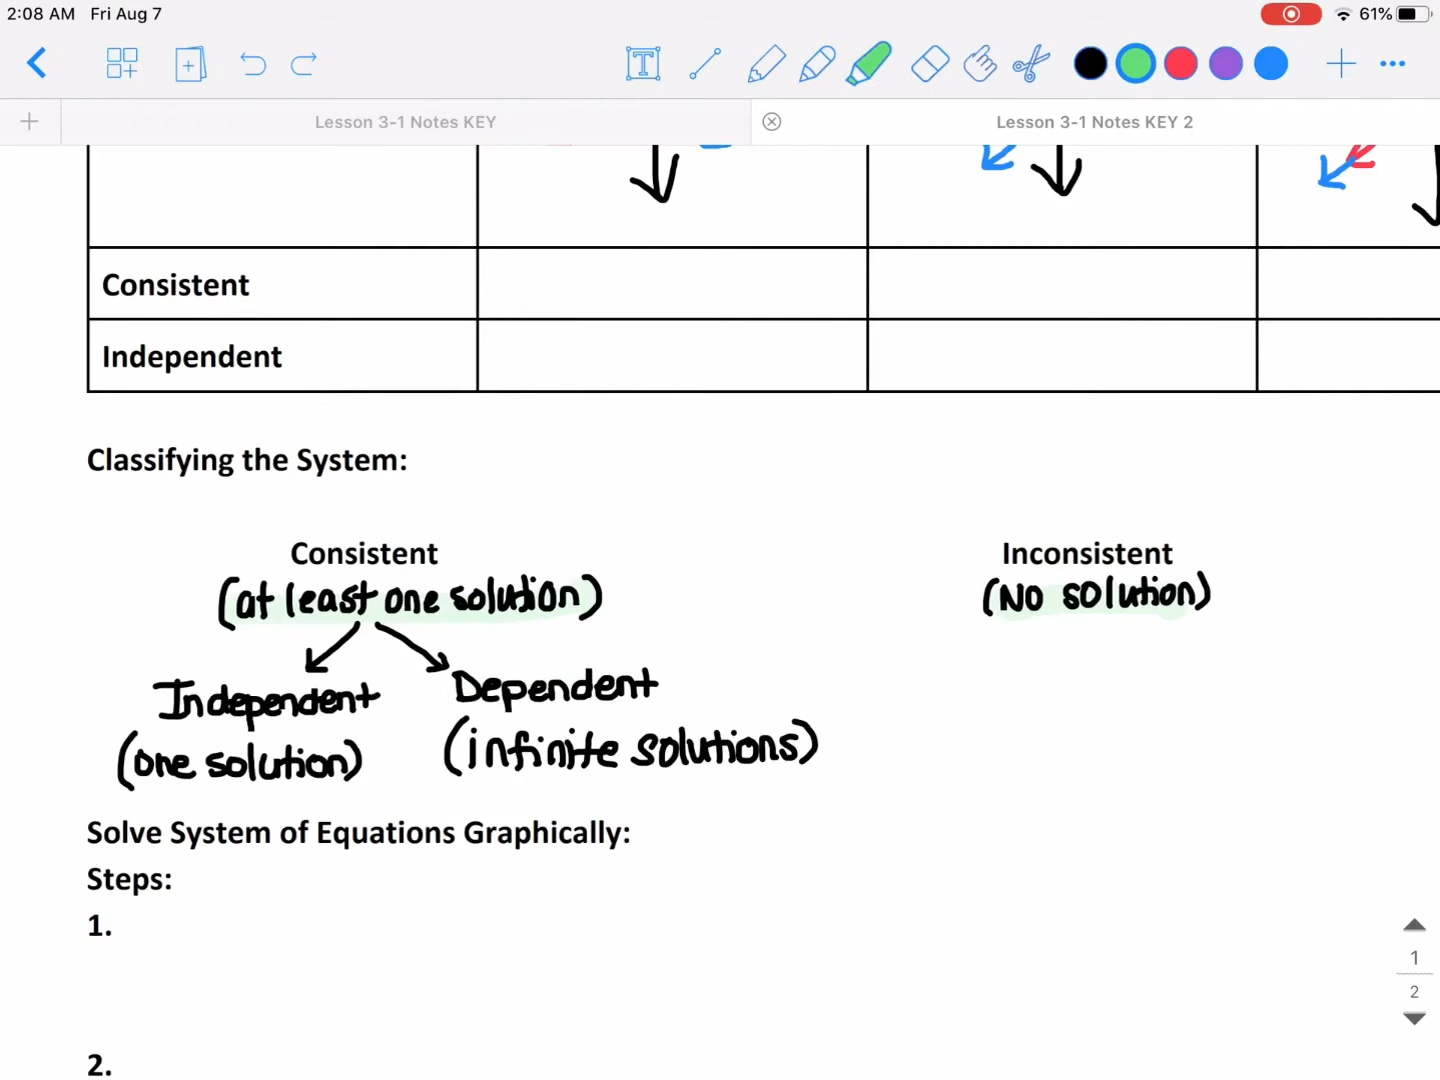 2:08 AM Fri Aug 7
61%
Lesson 3-1 Notes KEY
Lesson 3-1 Notes KEY 2
Consistent
Independent
Classifying the System:
Consistent
Inconsistent
(at least one solution)
(No solution)
Independent
Dependent
(one solution)
(infinite solutions)
Solve System of Equations Graphically:
Steps:
1.
2.
1
2